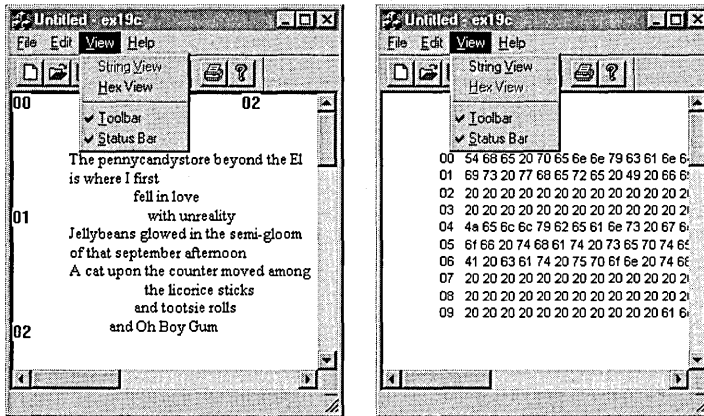 Untitled - ex19c
File Edit View Help
String View
Hex View
Toolbar
Status Bar
00 02
The pennycandystore beyond the El
is where I first
fell in love
with unreality
01
Jellybeans glowed in the semi-gloom
of that september afternoon
A cat upon the counter moved among
the licorice sticks
and tootsie rolls
02 and Oh Boy Gum
Untitled - ex19c
File Edit View Help
String View
Hex View
Toolbar
Status Bar
00 54 68 65 20 70 65 6e 6e 79 63 61 6e
01 69 73 20 77 68 65 72 65 20 49 20 66
02 20 20 20 20 20 20 20 20 20 20 20 20
03 20 20 20 20 20 20 20 20 20 20 20 20
04 4a 65 6c 6c 79 62 65 61 6e 73 20 67
05 6f 66 20 74 68 61 74 20 73 65 70 74
06 41 20 63 61 74 20 75 70 6f 6e 20 74
07 20 20 20 20 20 20 20 20 20 20 20 20
08 20 20 20 20 20 20 20 20 20 20 20 20
09 20 20 20 20 20 20 20 20 20 20 20 61